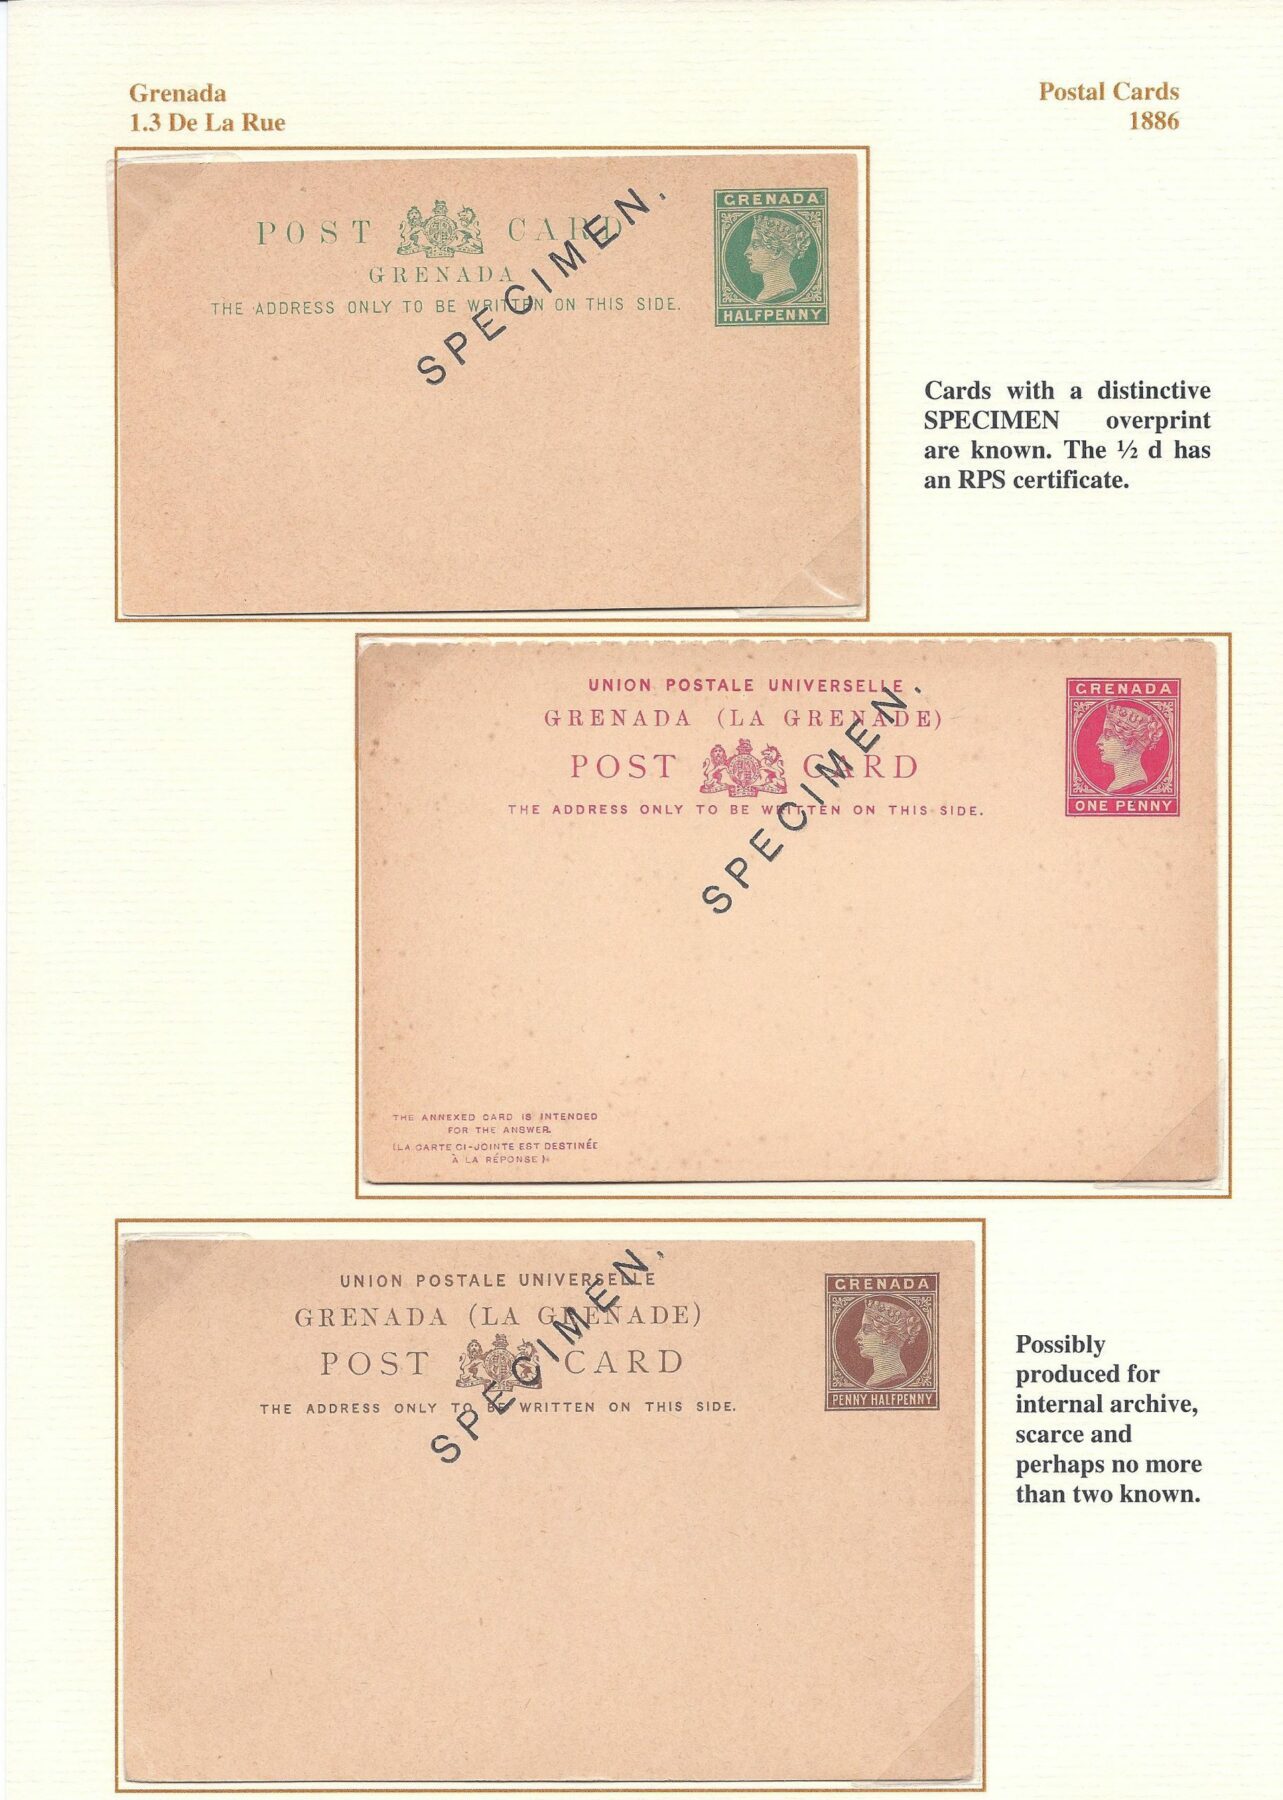 Grenada
1.3 De La Rue
Postal Cards
1886
POST CARD
GRENADA
THE ADDRESS ONLY TO BE WRITTEN ON THIS SIDE.
SPECIMEN.
GRENADA
HALFPENNY
Cards with a distinctive
SPECIMEN overprint
are known. The ½ d has
an RPS certificate.
UNION POSTALE UNIVERSELLE
GRENADA (LA GRENADE)
POST CARD
THE ADDRESS ONLY TO BE WRITTEN ON THIS SIDE.
SPECIMEN.
GRENADA
ONE PENNY
THE ANNEXED CARD IS INTENDED
FOR THE ANSWER.
(LA CARTE CI-JOINTE EST DESTINÉE
À LA RÉPONSE)
UNION POSTALE UNIVERSELLE
GRENADA (LA GRENADE)
POST CARD
THE ADDRESS ONLY TO BE WRITTEN ON THIS SIDE.
SPECIMEN.
GRENADA
PENNY HALFPENNY
Possibly
produced for
internal archive,
scarce and
perhaps no more
than two known.